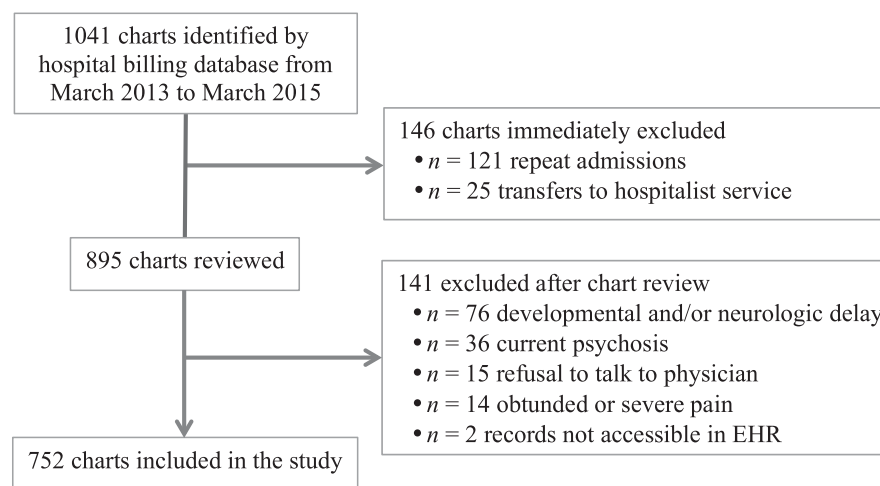 1041 charts identified by
hospital billing database from
March 2013 to March 2015
146 charts immediately excluded
• n = 121 repeat admissions
• n = 25 transfers to hospitalist service
895 charts reviewed
141 excluded after chart review
• n = 76 developmental and/or neurologic delay
• n = 36 current psychosis
• n = 15 refusal to talk to physician
• n = 14 obtunded or severe pain
• n = 2 records not accessible in EHR
752 charts included in the study